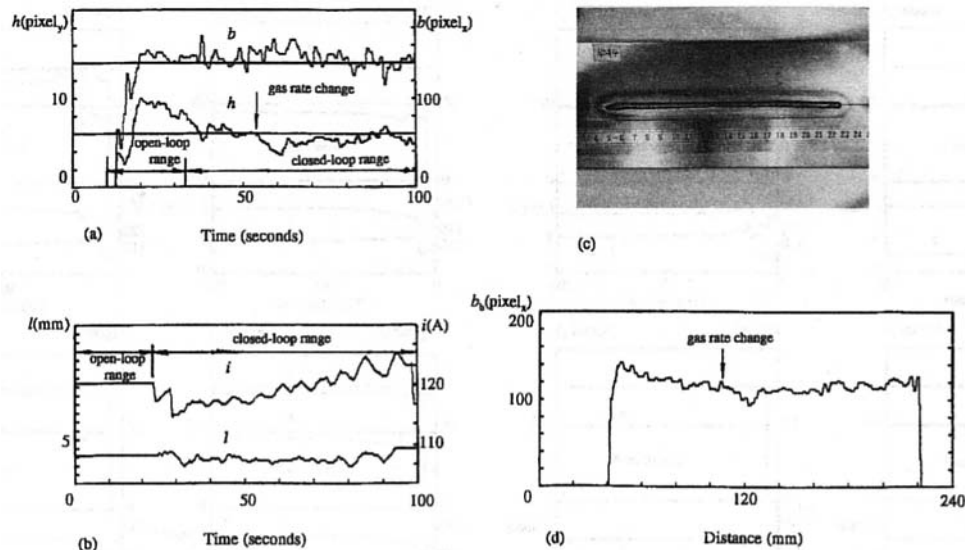 h(pixel_y)
b(pixel_x)
b
gas rate change
10
100
h
open-loop range
closed-loop range
0
0
0
50
100
(a)
Time (seconds)
(c)
l(mm)
i(A)
closed-loop range
open-loop range
i
120
5
l
110
0
50
100
(b)
Time (seconds)
b_b(pixel_x)
200
gas rate change
100
0
0
120
240
(d)
Distance (mm)